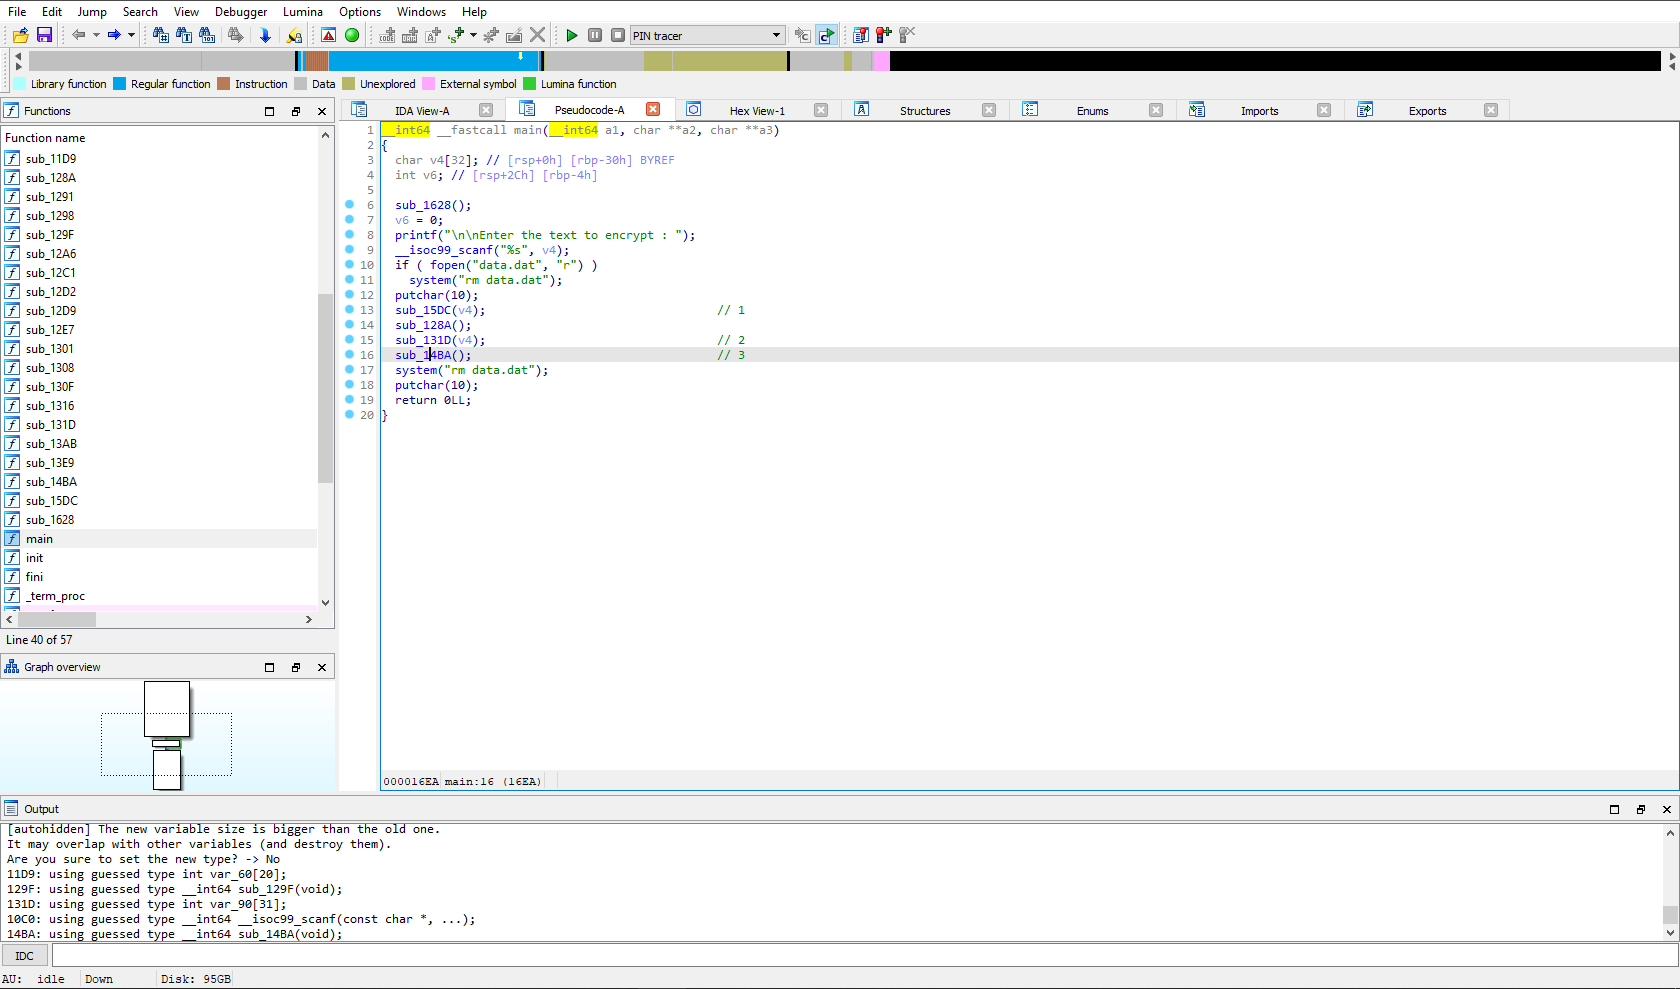 File Edit Jump Search View Debugger Lumina Options Windows Help
PIN tracer
Library function Regular function Instruction Data Unexplored External symbol Lumina function
Functions
Function name
sub_11D9
sub_128A
sub_1291
sub_1298
sub_129F
sub_12A6
sub_12C1
sub_12D2
sub_12D9
sub_12E7
sub_1301
sub_1308
sub_130F
sub_1316
sub_131D
sub_13AB
sub_13E9
sub_14BA
sub_15DC
sub_1628
main
init
fini
_term_proc
Line 40 of 57
Graph overview
IDA View-A Pseudocode-A Hex View-1 Structures Enums Imports Exports
1 __int64 __fastcall main(__int64 a1, char **a2, char **a3)
2 {
3 char v4[32]; // [rsp+0h] [rbp-30h] BYREF
4 int v6; // [rsp+2Ch] [rbp-4h]
5
6 sub_1628();
7 v6 = 0;
8 printf("\n\nEnter the text to encrypt : ");
9 __isoc99_scanf("%s", v4);
10 if ( fopen("data.dat", "r") )
11 system("rm data.dat");
12 putchar(10);
13 sub_15DC(v4); // 1
14 sub_128A();
15 sub_131D(v4); // 2
16 sub_14BA(); // 3
17 system("rm data.dat");
18 putchar(10);
19 return 0LL;
20 }
000016EA main:16 (16EA)
Output
[autohidden] The new variable size is bigger than the old one.
It may overlap with other variables (and destroy them).
Are you sure to set the new type? -> No
11D9: using guessed type int var_60[20];
129F: using guessed type __int64 sub_129F(void);
131D: using guessed type int var_90[31];
10C0: using guessed type __int64 __isoc99_scanf(const char *, ...);
14BA: using guessed type __int64 sub_14BA(void);
IDC
AU: idle Down Disk: 95GB